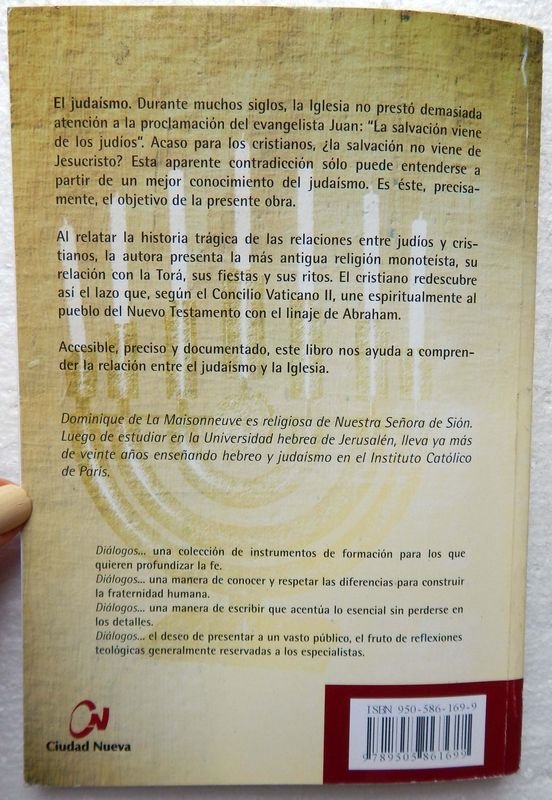 El judaísmo. Durante muchos siglos, la Iglesia no prestó demasiada
atención a la proclamación del evangelista Juan: “La salvación viene
de los judíos”. Acaso para los cristianos, ¿la salvación no viene de
Jesucristo? Esta aparente contradicción sólo puede entenderse a
partir de un mejor conocimiento del judaísmo. Es éste, precisa-
mente, el objetivo de la presente obra.
Al relatar la historia trágica de las relaciones entre judíos y cris-
tianos, la autora presenta la más antigua religión monoteísta, su
relación con la Torá, sus fiestas y sus ritos. El cristiano redescubre
así el lazo que, según el Concilio Vaticano II, une espiritualmente al
pueblo del Nuevo Testamento con el linaje de Abraham.
Accesible, preciso y documentado, este libro nos ayuda a compren-
der la relación entre el judaísmo y la Iglesia.
Dominique de La Maisonneuve es religiosa de Nuestra Señora de Sión.
Luego de estudiar en la Universidad hebrea de Jerusalén, lleva ya más
de veinte años enseñando hebreo y judaísmo en el Instituto Católico
de París.
Diálogos... una colección de instrumentos de formación para los que
quieren profundizar la fe.
Diálogos... una manera de conocer y respetar las diferencias para construir
la fraternidad humana.
Diálogos... una manera de escribir que acentúa lo esencial sin perderse en
los detalles.
Diálogos... el deseo de presentar a un vasto público, el fruto de reflexiones
teológicas generalmente reservadas a los especialistas.
Ciudad Nueva
ISBN 950-586-169-9
9789505861699